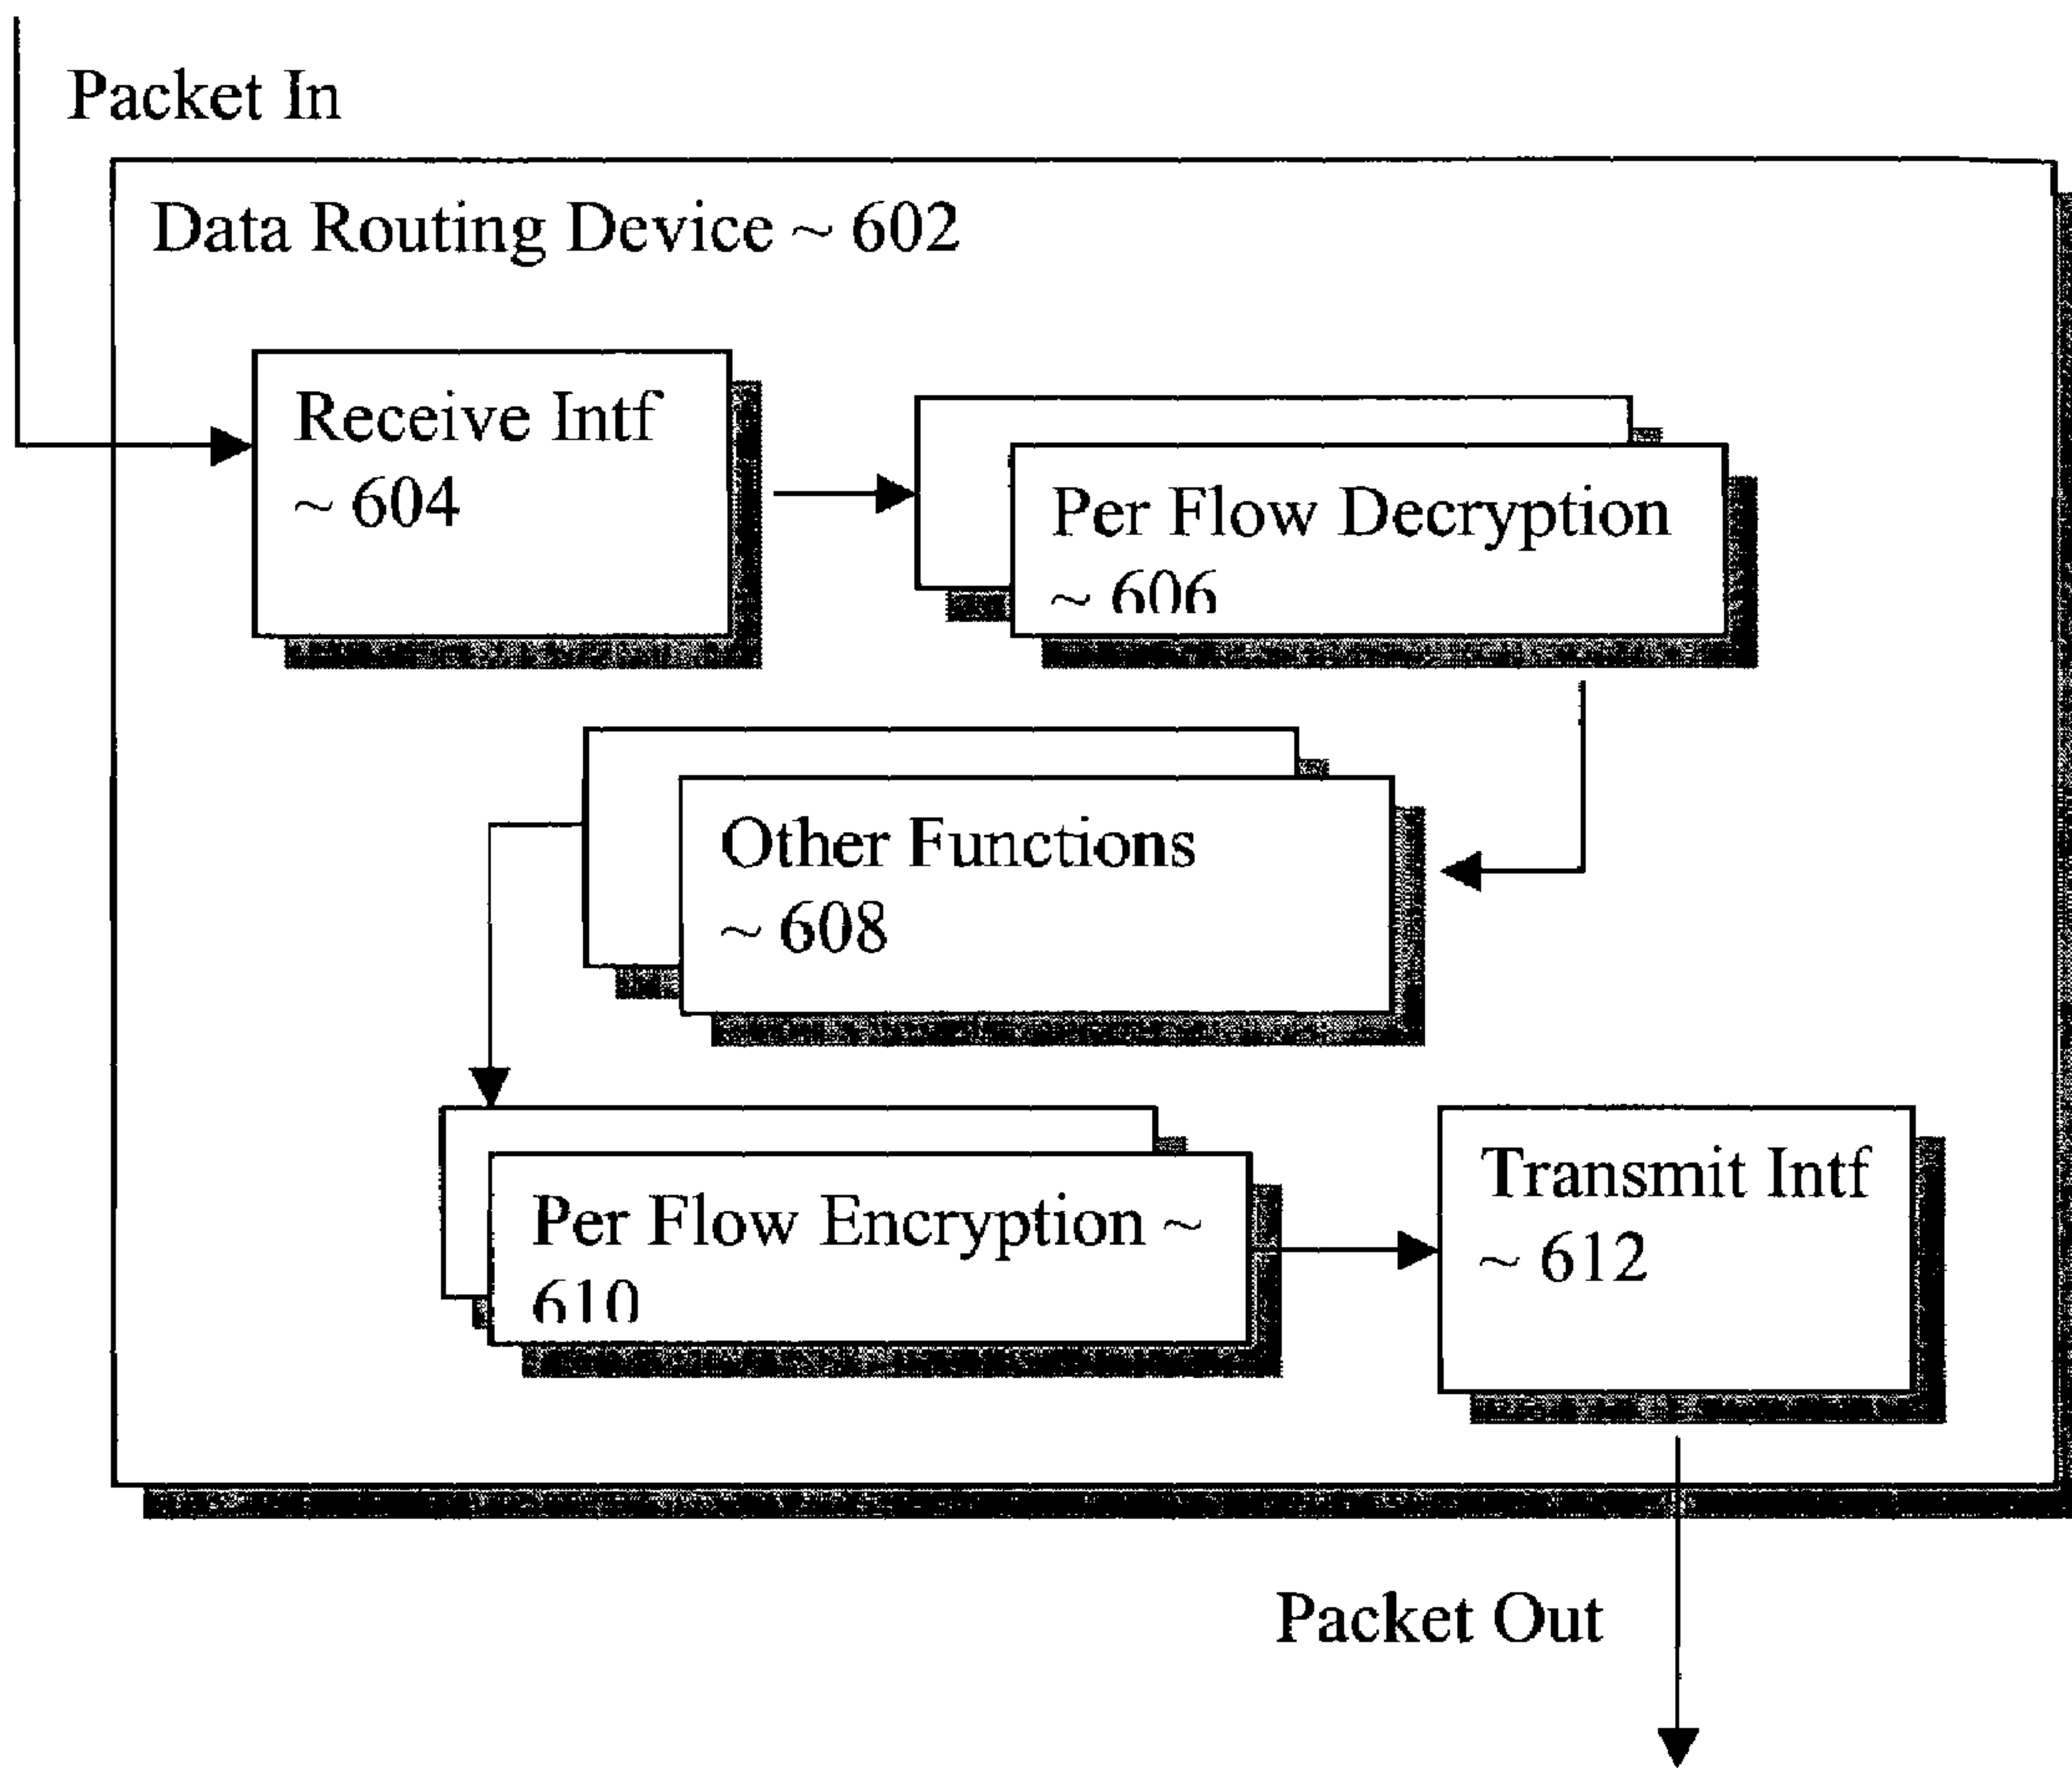 Packet In
Data Routing Device ~ 602
Receive Intf
~ 604
Per Flow Decryption
~ 606
Other Functions
~ 608
Per Flow Encryption ~
610
Transmit Intf
~ 612
Packet Out